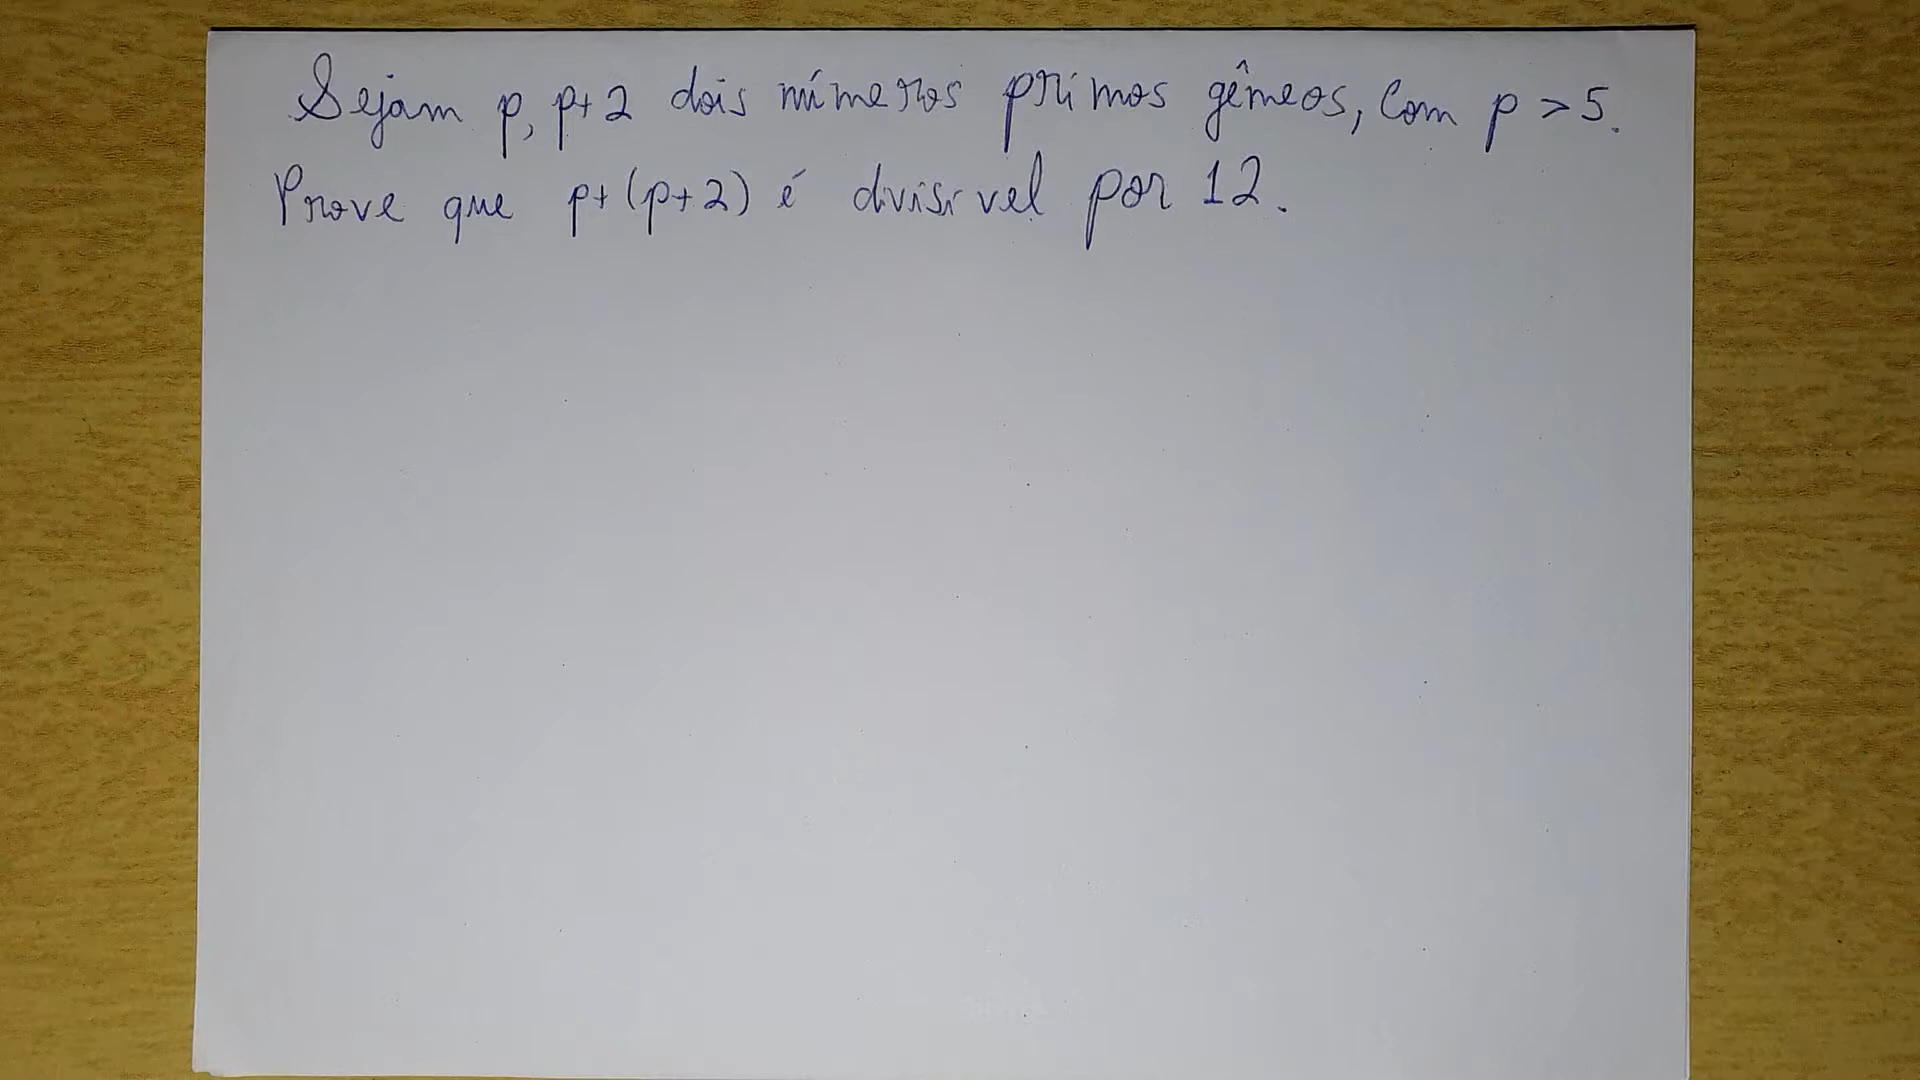 Sejam p, p+2 dois números primos gêmeos, com p > 5.
Prove que p+(p+2) é divisível por 12.